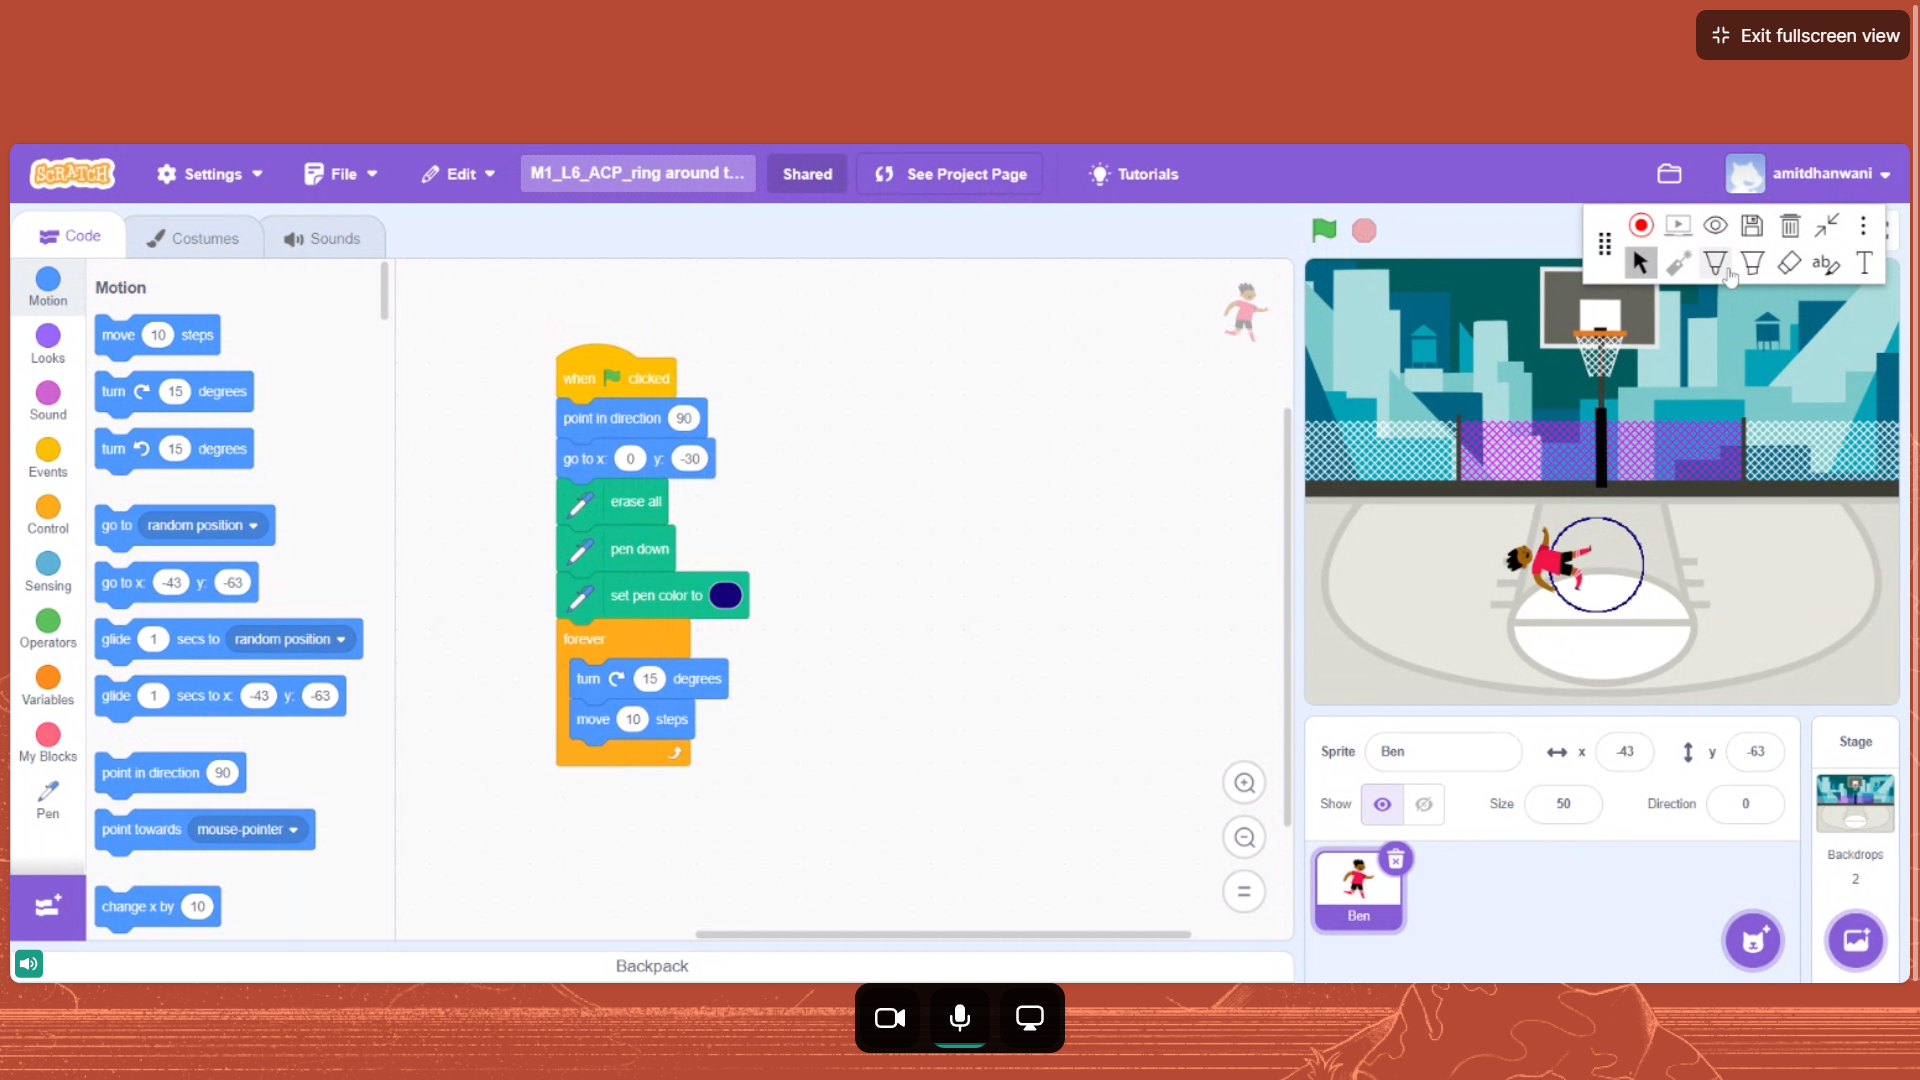 Exit fullscreen view
SCRATCH Settings File Edit M1_L6_ACP_ring around t... Shared See Project Page Tutorials amitdhanwani
Code Costumes Sounds
Motion
Looks
Sound
Events
Control
Sensing
Operators
Variables
My Blocks
Pen
Motion
move 10 steps
turn 15 degrees
turn 15 degrees
go to random position
go to x: -43 y: -63
glide 1 secs to random position
glide 1 secs to x: -43 y: -63
point in direction 90
point towards mouse-pointer
change x by 10
when clicked
point in direction 90
go to x: 0 y: -30
erase all
pen down
set pen color to
forever
turn 15 degrees
move 10 steps
ab T
Sprite Ben x -43 y -63
Show Size 50 Direction 0
Ben
Stage
Backdrops
2
Backpack